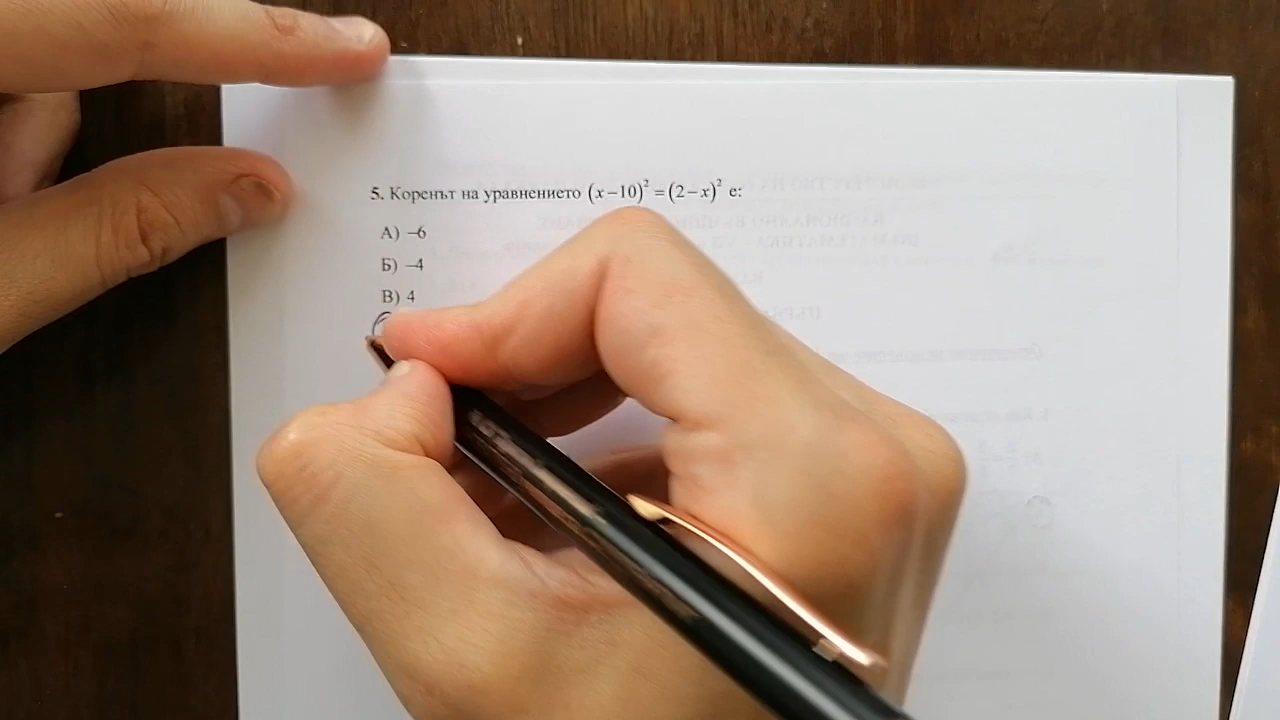 5. Коренът на уравнението (x−10)² = (2−x)² е:
А) −6
Б) −4
В) 4